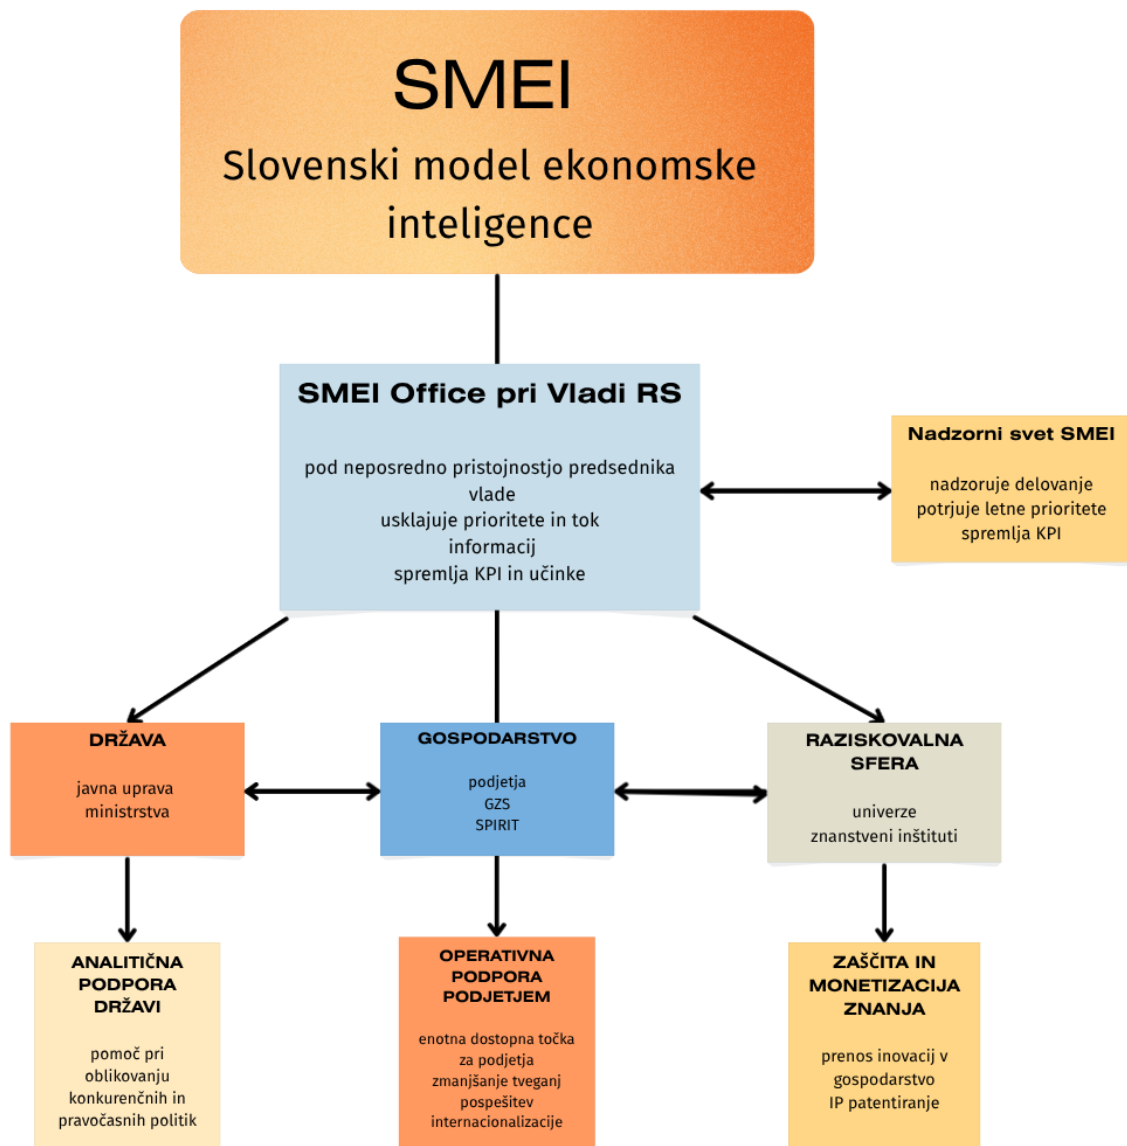 SMEI
Slovenski model ekonomske
inteligence
SMEI Office pri Vladi RS
pod neposredno pristojnostjo predsednika
vlade
usklajuje prioritete in tok
informacij
spremlja KPI in učinke
Nadzorni svet SMEI
nadzoruje delovanje
potrjuje letne prioritete
spremlja KPI
DRŽAVA
javna uprava
ministrstva
GOSPODARSTVO
podjetja
GZS
SPIRIT
RAZISKOVALNA
SFERA
univerze
znanstveni inštituti
ANALITIČNA
PODPORA
DRŽAVI
pomoč pri
oblikovanju
konkurenčnih in
pravočasnih politik
OPERATIVNA
PODPORA
PODJETJEM
enotna dostopna točka
za podjetja
zmanjšanje tveganj
pospešitev
internacionalizacije
ZAŠČITA IN
MONETIZACIJA
ZNANJA
prenos inovacij v
gospodarstvo
IP patentiranje